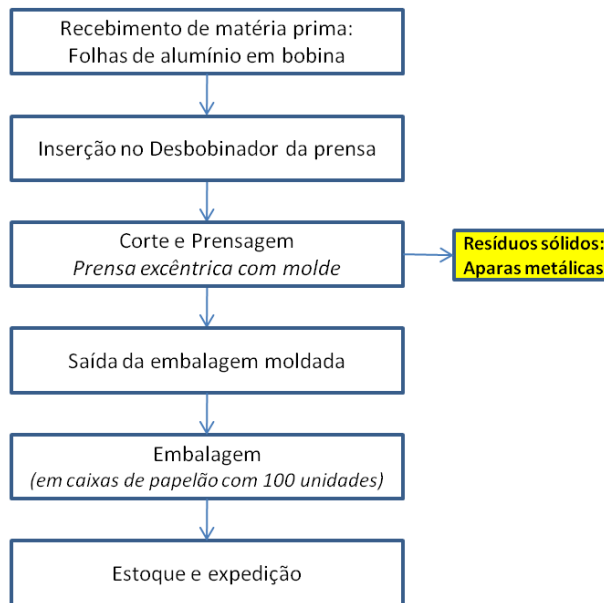 Recebimento de matéria prima:
Folhas de alumínio em bobina
Inserção no Desbobinador da prensa
Corte e Prensagem
Prensa excêntrica com molde
Resíduos sólidos:
Aparas metálicas
Saída da embalagem moldada
Embalagem
(em caixas de papelão com 100 unidades)
Estoque e expedição